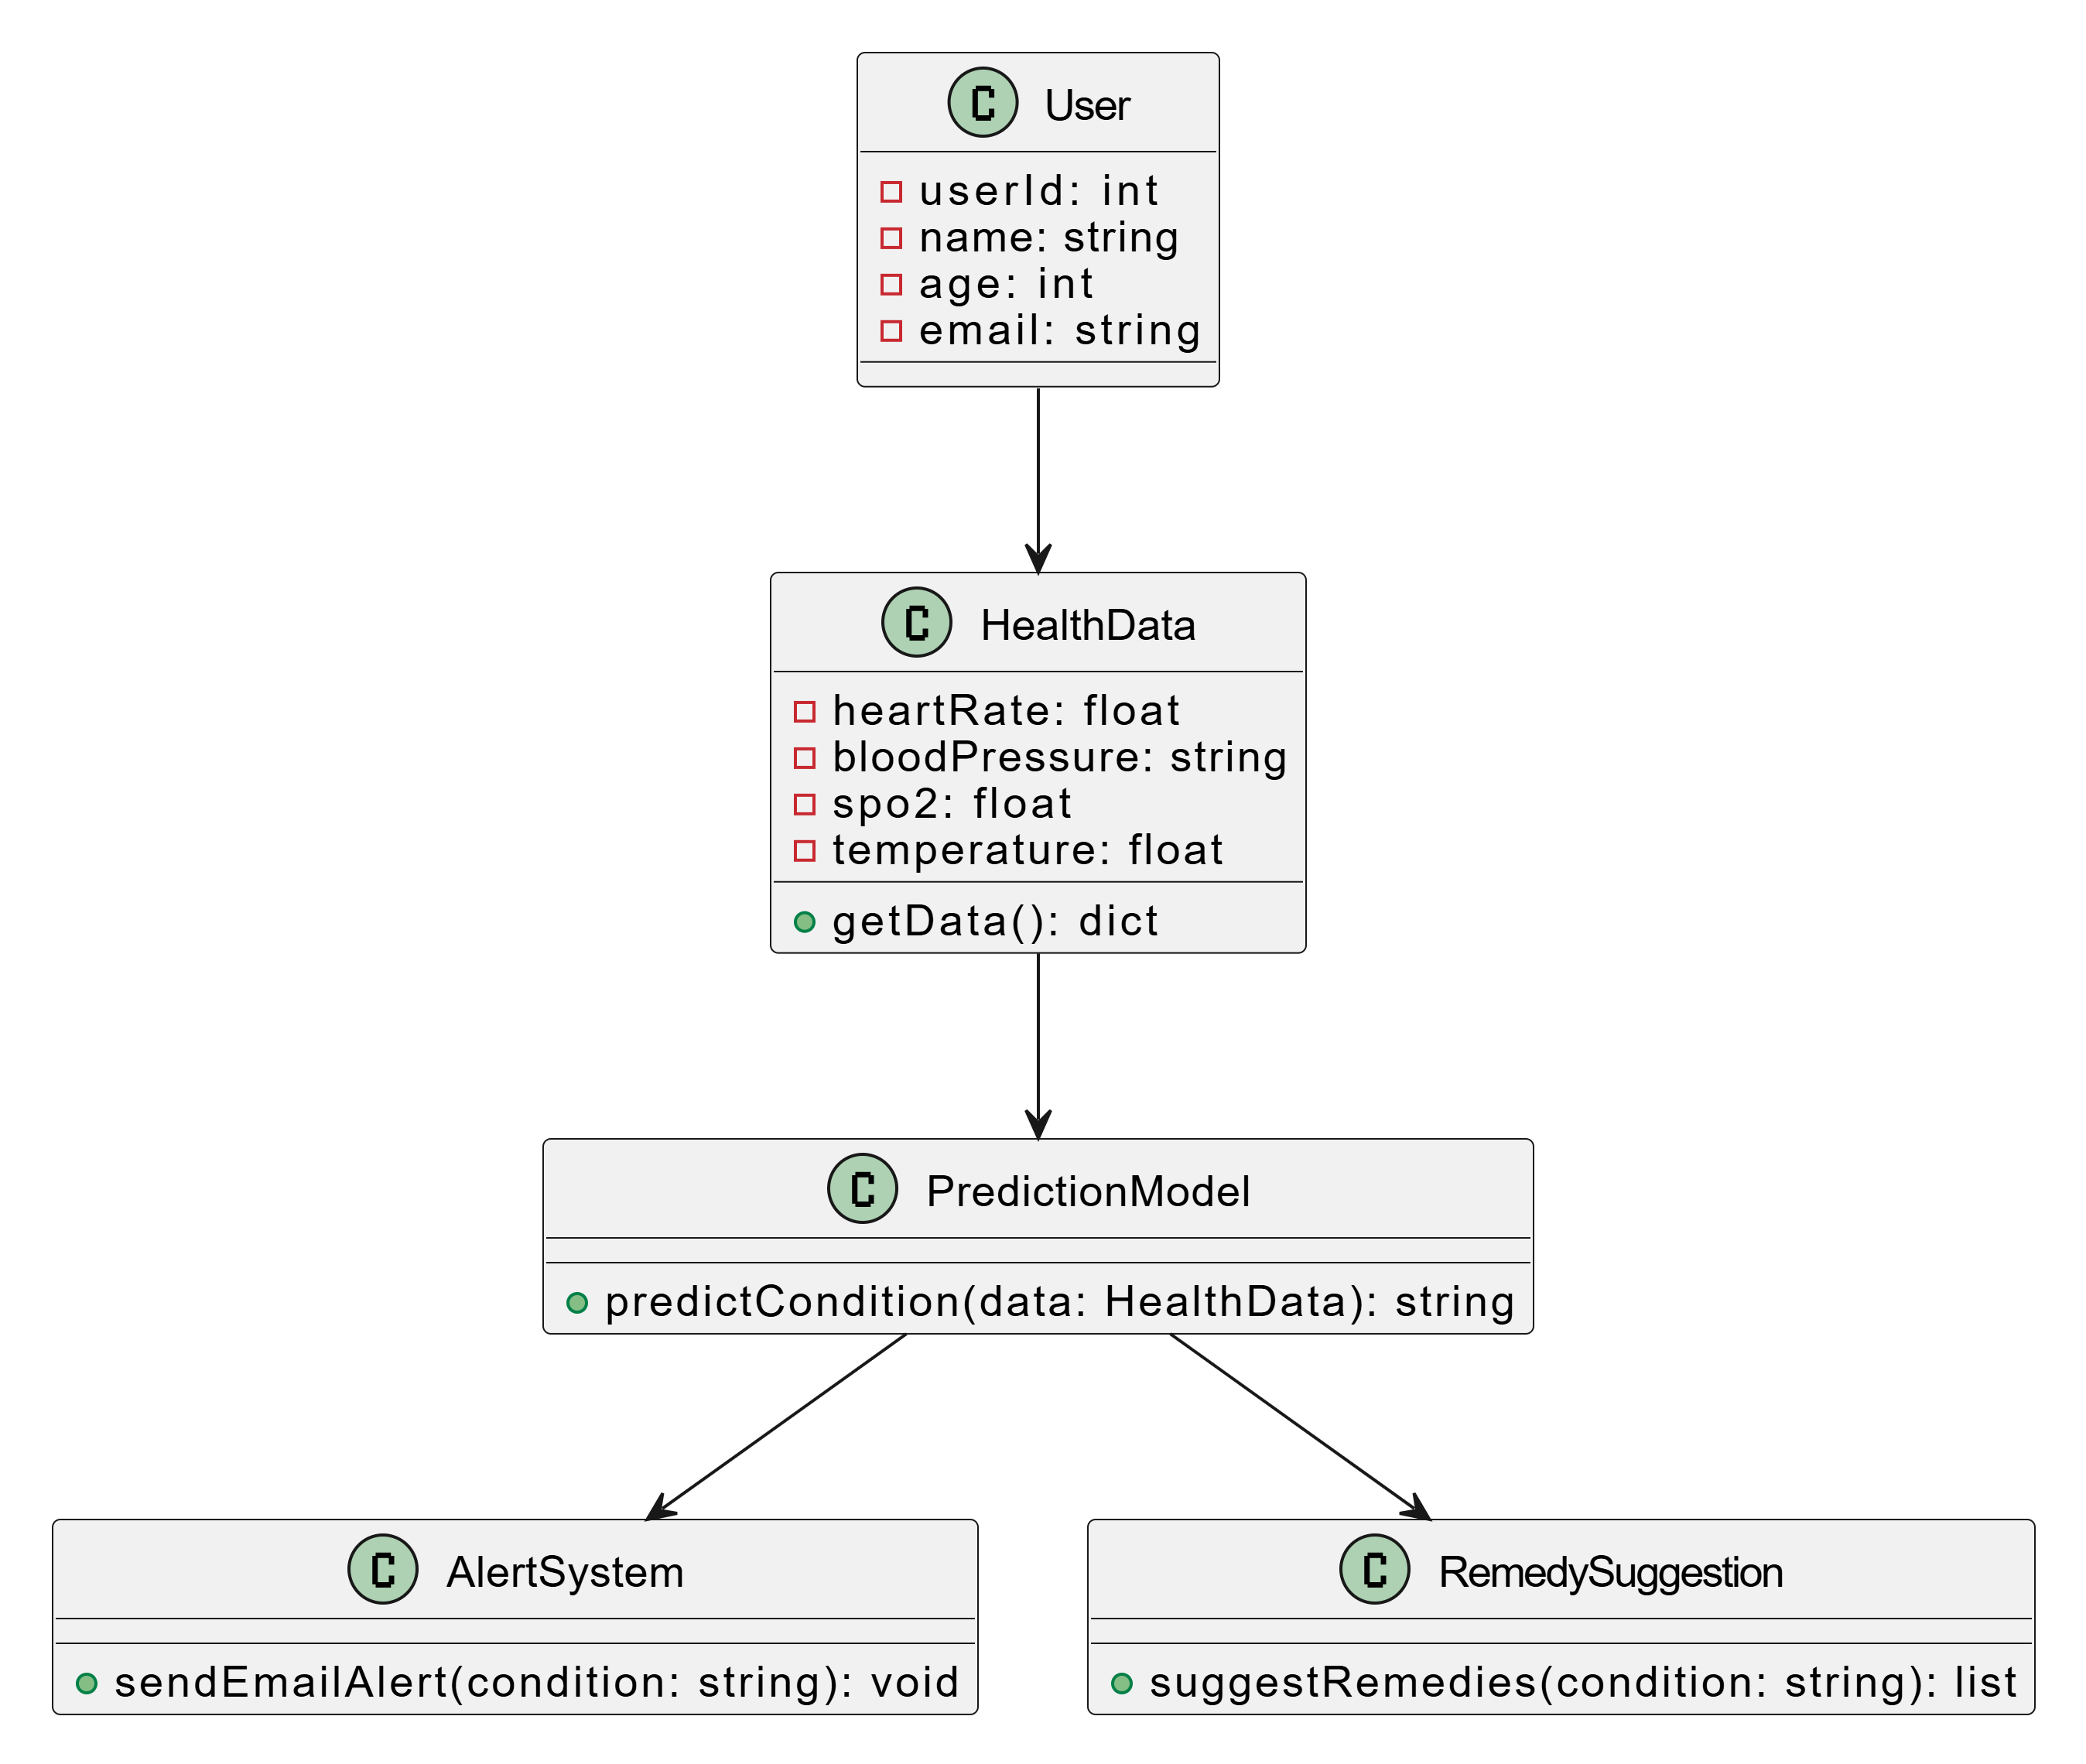 C User
userId: int
name: string
age: int
email: string
C HealthData
heartRate: float
bloodPressure: string
spo2: float
temperature: float
getData(): dict
C PredictionModel
predictCondition(data: HealthData): string
C AlertSystem
sendEmailAlert(condition: string): void
C RemedySuggestion
suggestRemedies(condition: string): list